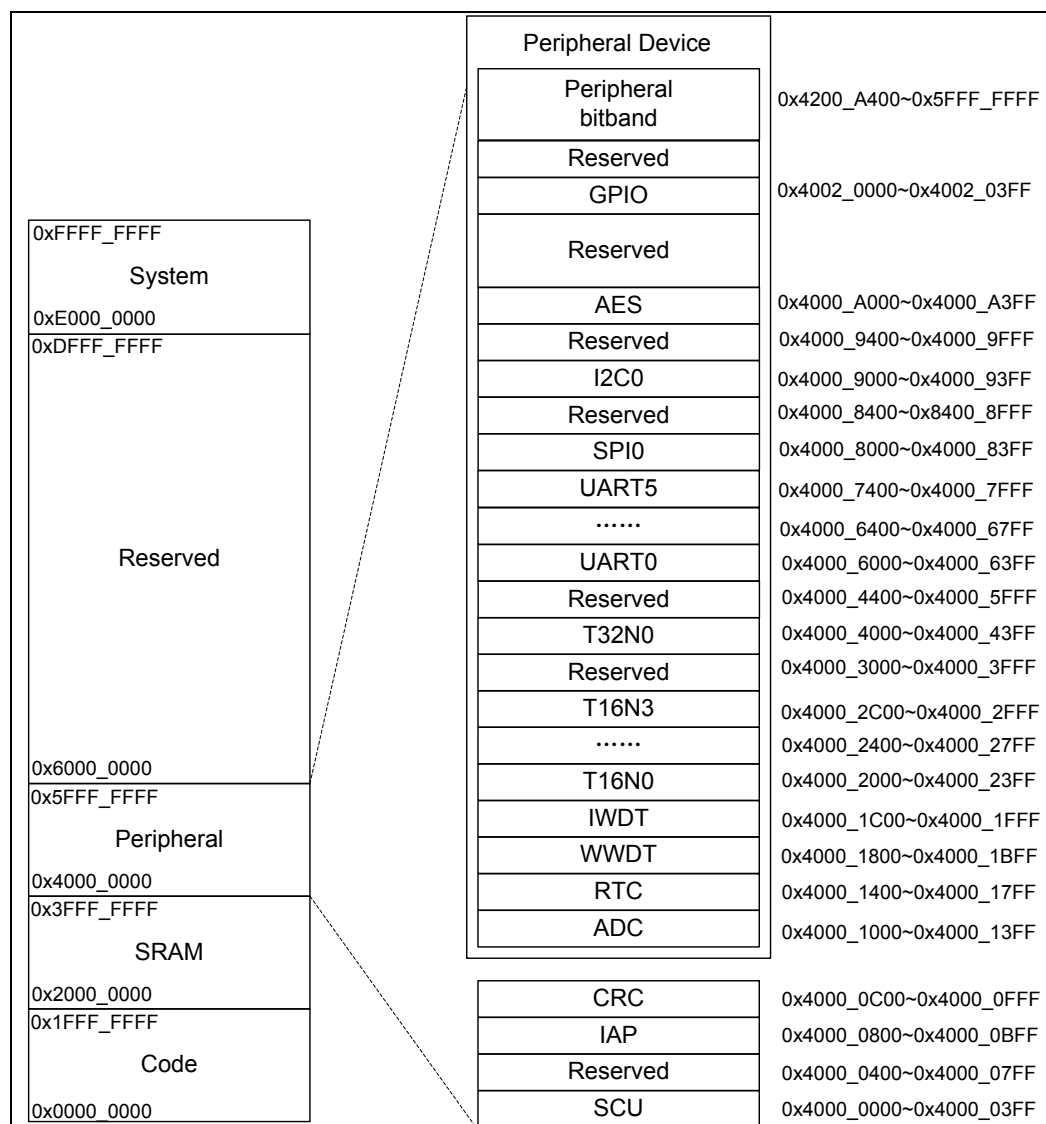 Peripheral Device
Peripheral
bitband
0x4200_A400~0x5FFF_FFFF
Reserved
GPIO
0x4002_0000~0x4002_03FF
Reserved
AES
0x4000_A000~0x4000_A3FF
Reserved
0x4000_9400~0x4000_9FFF
I2C0
0x4000_9000~0x4000_93FF
Reserved
0x4000_8400~0x8400_8FFF
SPI0
0x4000_8000~0x4000_83FF
UART5
0x4000_7400~0x4000_7FFF
······
0x4000_6400~0x4000_67FF
UART0
0x4000_6000~0x4000_63FF
Reserved
0x4000_4400~0x4000_5FFF
T32N0
0x4000_4000~0x4000_43FF
Reserved
0x4000_3000~0x4000_3FFF
T16N3
0x4000_2C00~0x4000_2FFF
······
0x4000_2400~0x4000_27FF
T16N0
0x4000_2000~0x4000_23FF
IWDT
0x4000_1C00~0x4000_1FFF
WWDT
0x4000_1800~0x4000_1BFF
RTC
0x4000_1400~0x4000_17FF
ADC
0x4000_1000~0x4000_13FF
CRC
0x4000_0C00~0x4000_0FFF
IAP
0x4000_0800~0x4000_0BFF
Reserved
0x4000_0400~0x4000_07FF
SCU
0x4000_0000~0x4000_03FF
0xFFFF_FFFF
System
0xE000_0000
0xDFFF_FFFF
Reserved
0x6000_0000
0x5FFF_FFFF
Peripheral
0x4000_0000
0x3FFF_FFFF
SRAM
0x2000_0000
0x1FFF_FFFF
Code
0x0000_0000